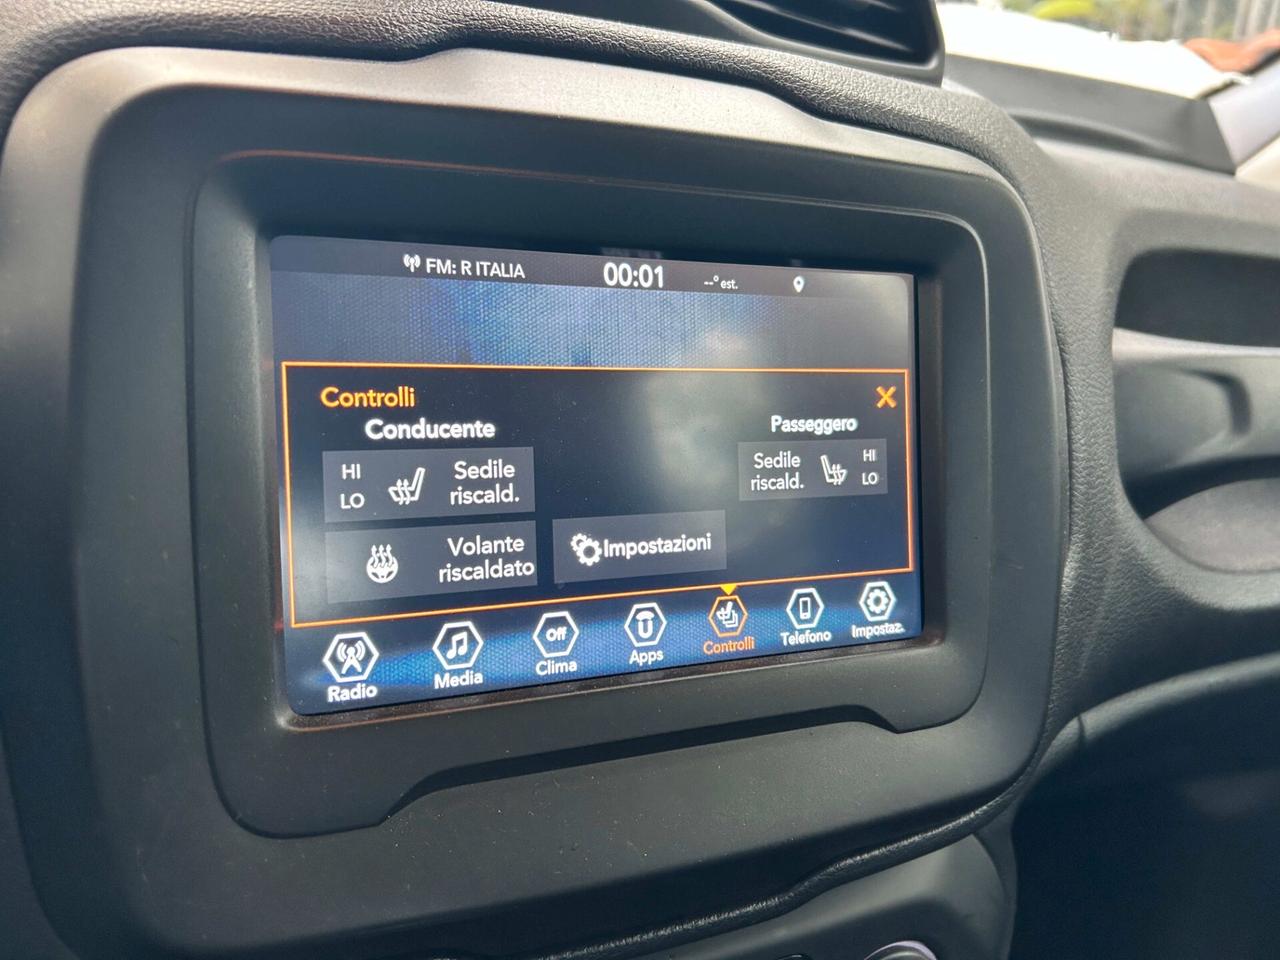 FM: R ITALIA 00:01 --° est.
Controlli
Conducente
Passeggero
HI
LO
Sedile
riscald.
Sedile
riscald.
HI
LO
Volante
riscaldato
Impostazioni
Radio
Media
Off
Clima
Apps
Controlli
Telefono
Impostaz.